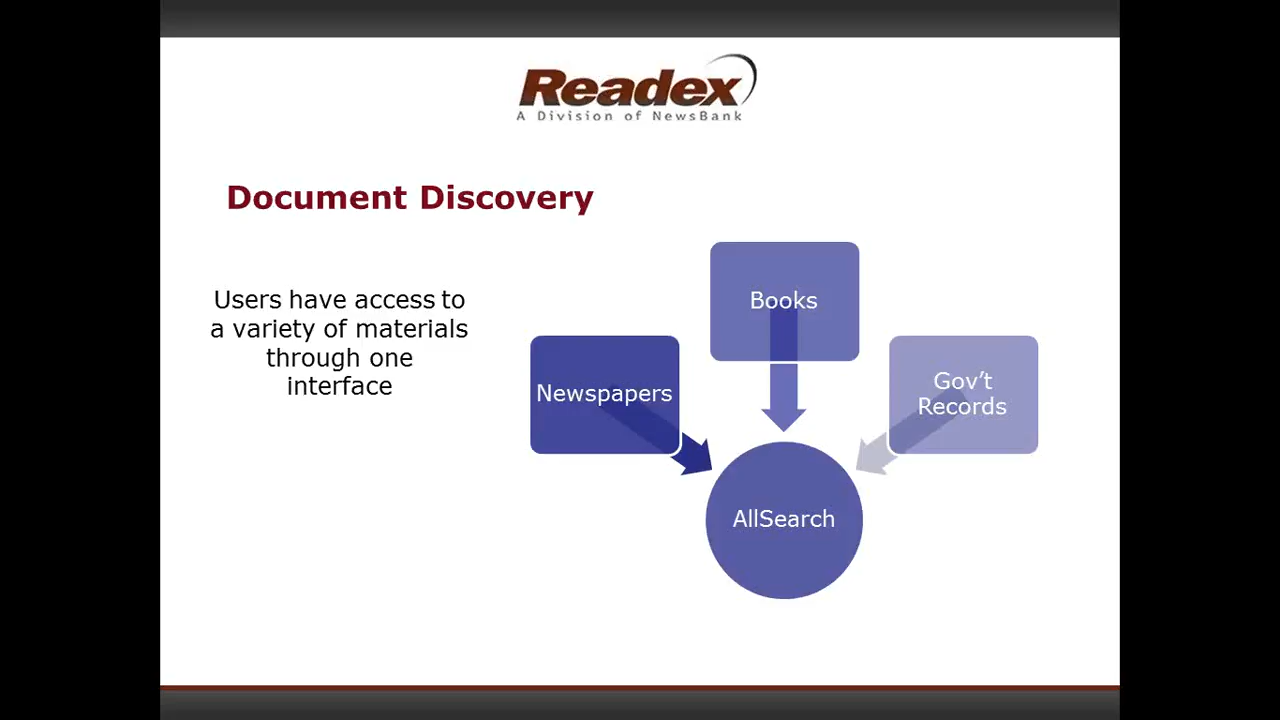 Readex
A Division of NewsBank
Document Discovery
Users have access to
a variety of materials
through one
interface
Books
Newspapers
Gov’t
Records
AllSearch